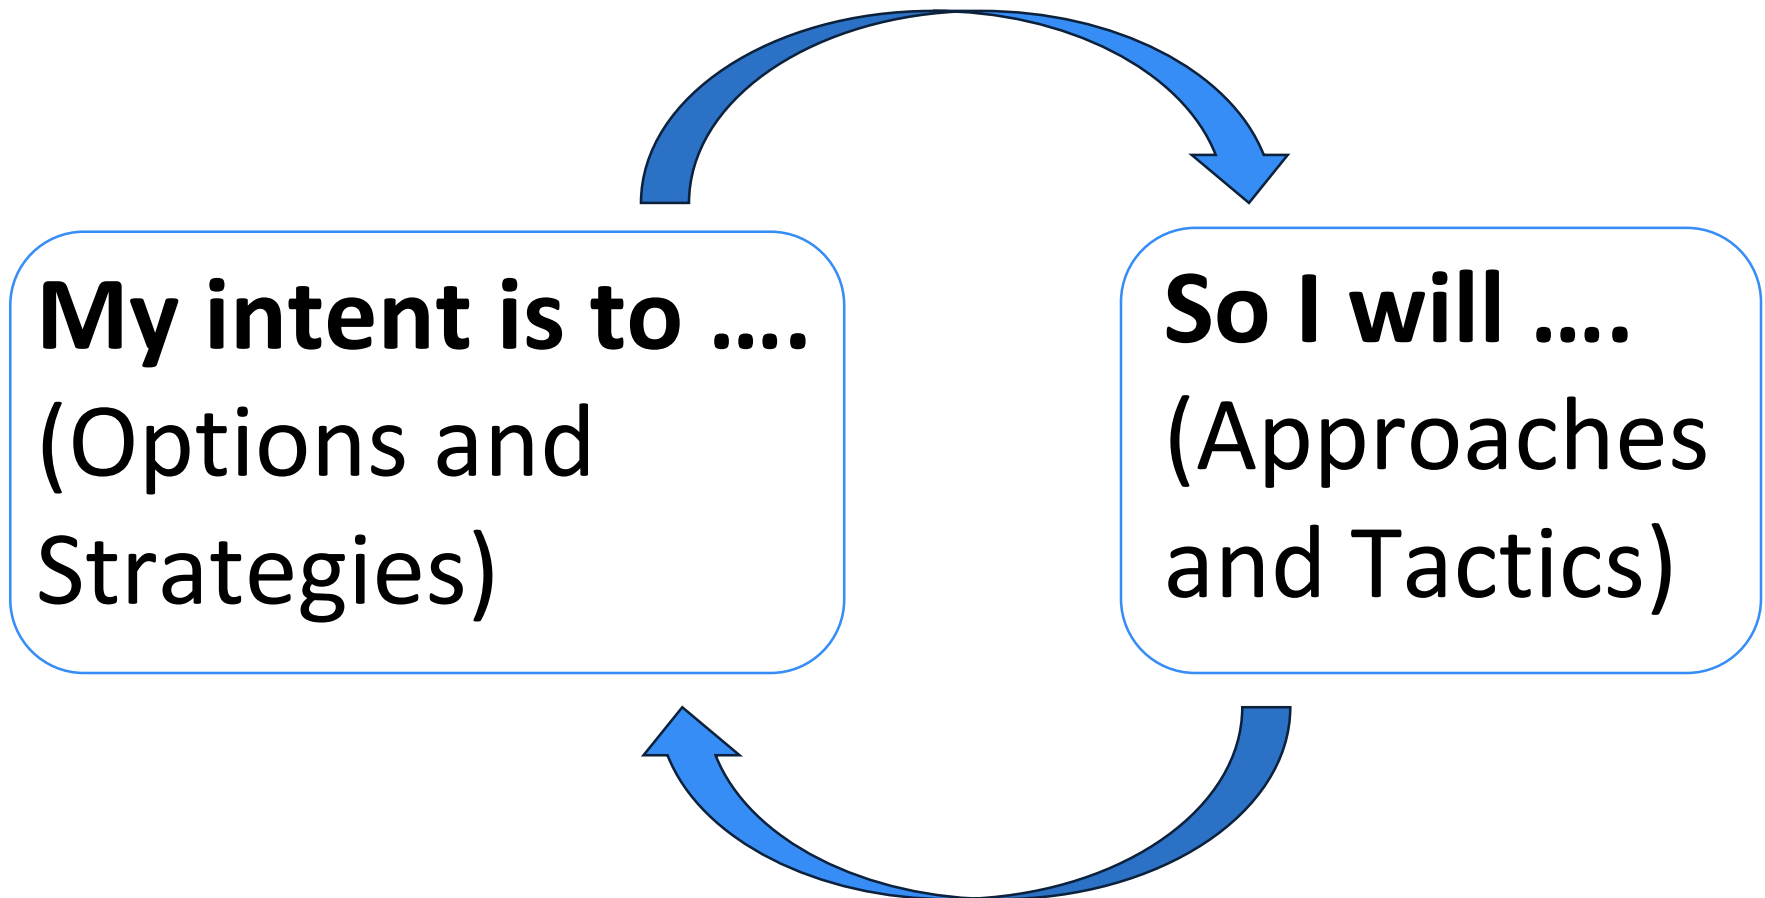 My intent is to ....
(Options and
Strategies)
So I will ....
(Approaches
and Tactics)